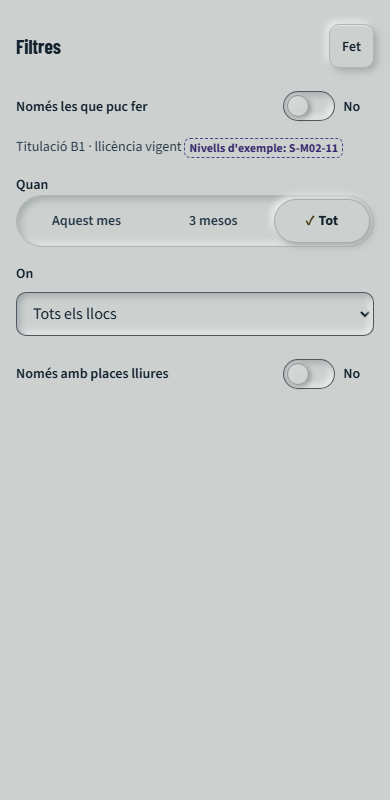 Filtres
Fet
Només les que puc fer
No
Titulació B1 · llicència vigent Nivells d'exemple: S-M02-11
Quan
Aquest mes 3 mesos ✓ Tot
On
Tots els llocs
Només amb places lliures
No